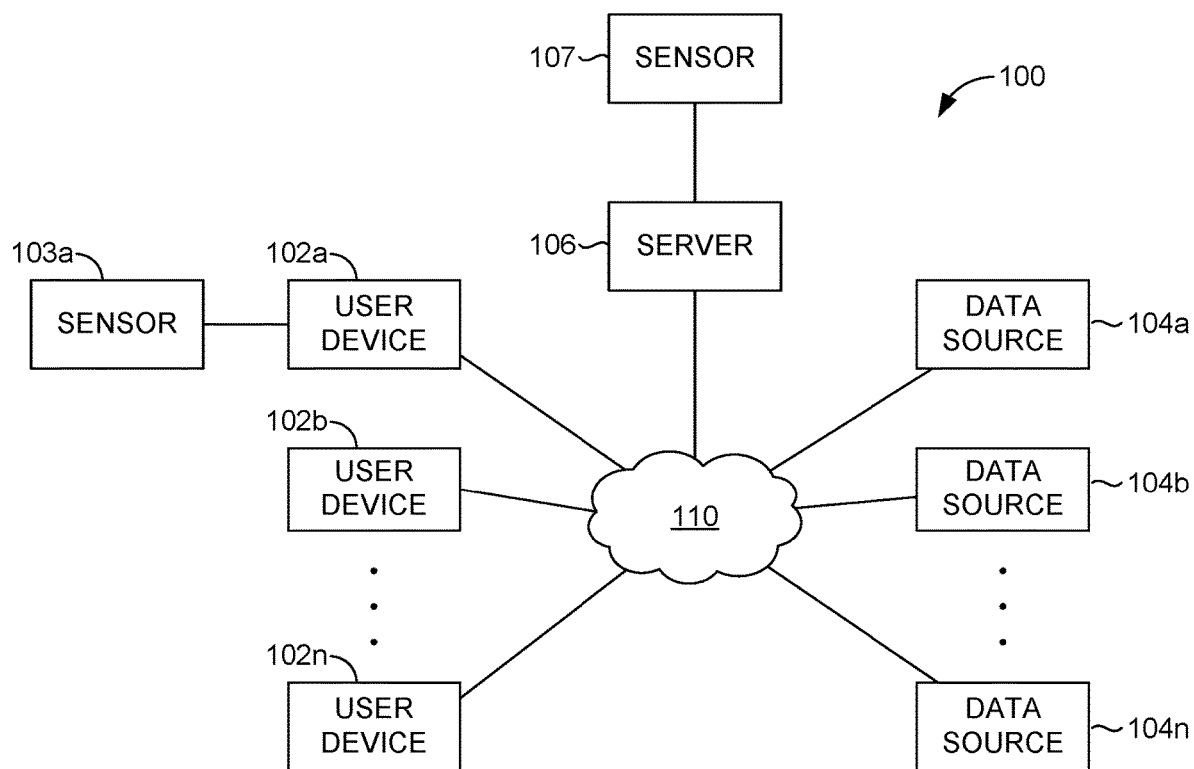 107
SENSOR
100
106
SERVER
103a
SENSOR
102a
USER
DEVICE
DATA
SOURCE
104a
102b
USER
DEVICE
110
DATA
SOURCE
104b
102n
USER
DEVICE
DATA
SOURCE
104n